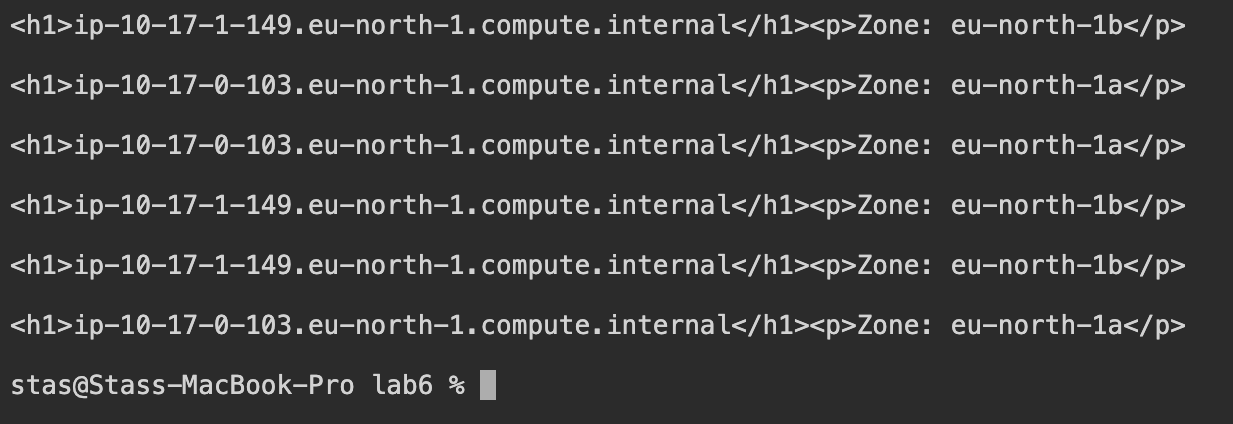 <h1>ip-10-17-1-149.eu-north-1.compute.internal</h1><p>Zone: eu-north-1b</p>
<h1>ip-10-17-0-103.eu-north-1.compute.internal</h1><p>Zone: eu-north-1a</p>
<h1>ip-10-17-0-103.eu-north-1.compute.internal</h1><p>Zone: eu-north-1a</p>
<h1>ip-10-17-1-149.eu-north-1.compute.internal</h1><p>Zone: eu-north-1b</p>
<h1>ip-10-17-1-149.eu-north-1.compute.internal</h1><p>Zone: eu-north-1b</p>
<h1>ip-10-17-0-103.eu-north-1.compute.internal</h1><p>Zone: eu-north-1a</p>
stas@Stass-MacBook-Pro lab6 %